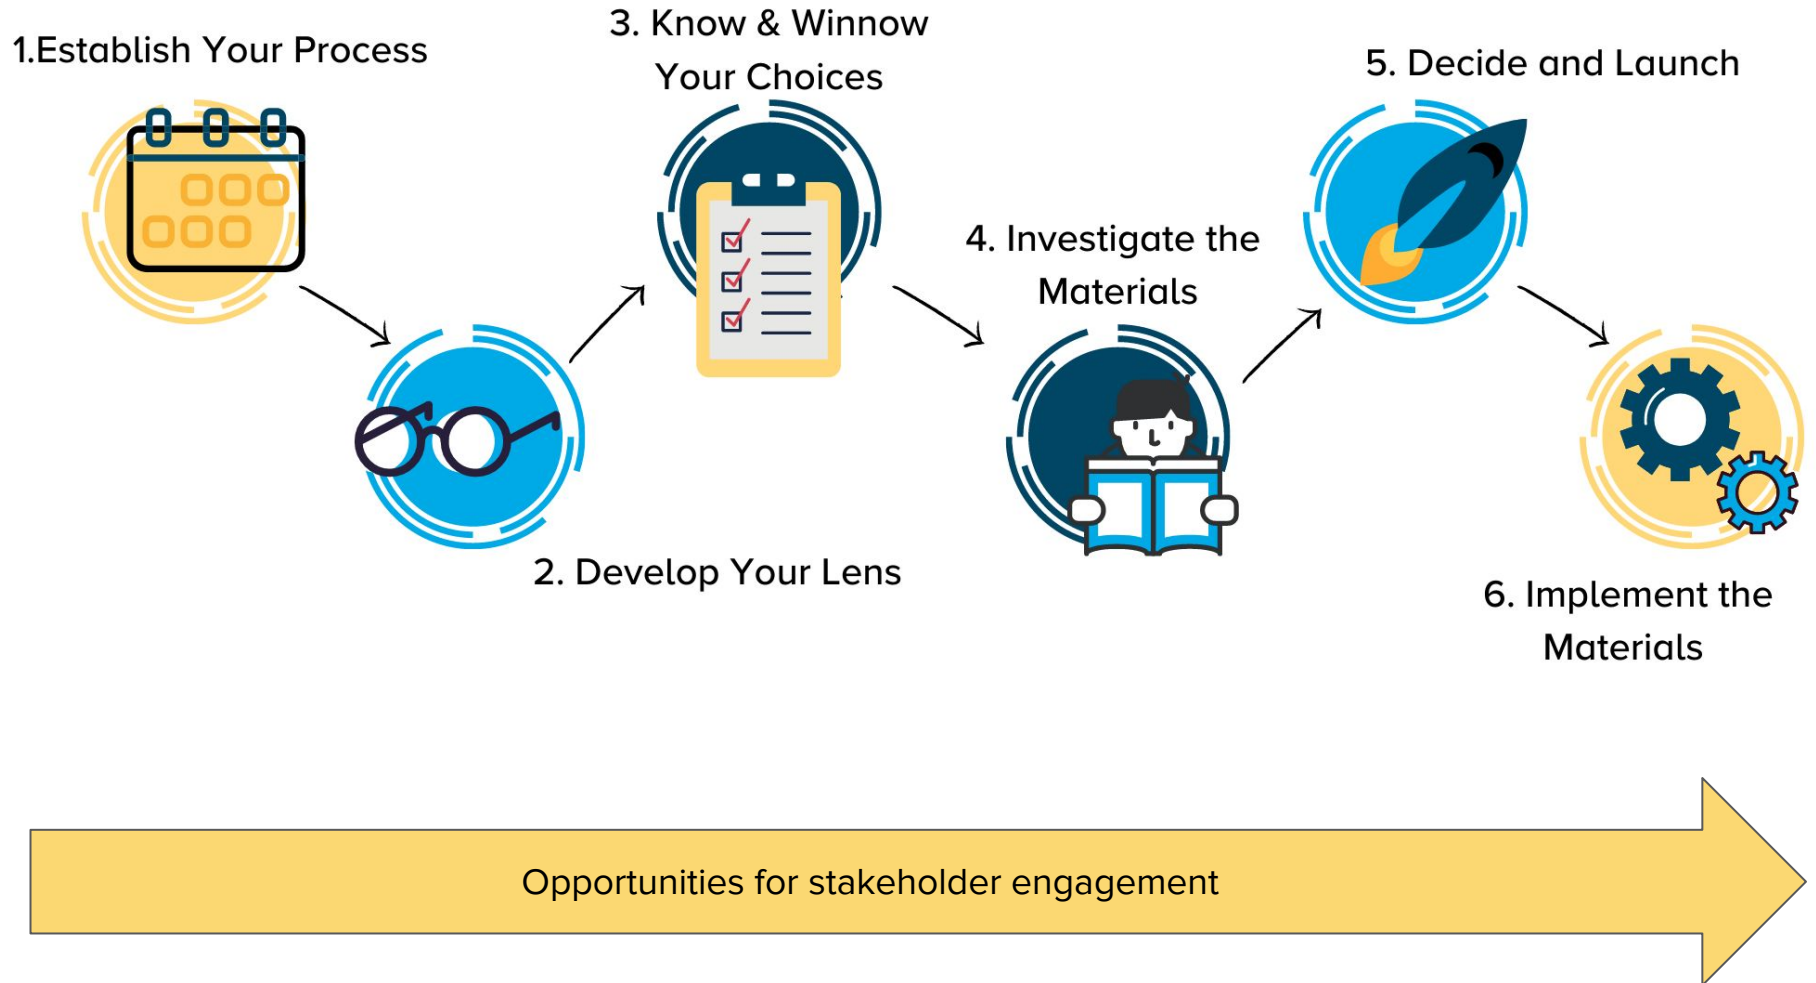 1.Establish Your Process
2. Develop Your Lens
3. Know & Winnow
Your Choices
4. Investigate the
Materials
5. Decide and Launch
6. Implement the
Materials
Opportunities for stakeholder engagement